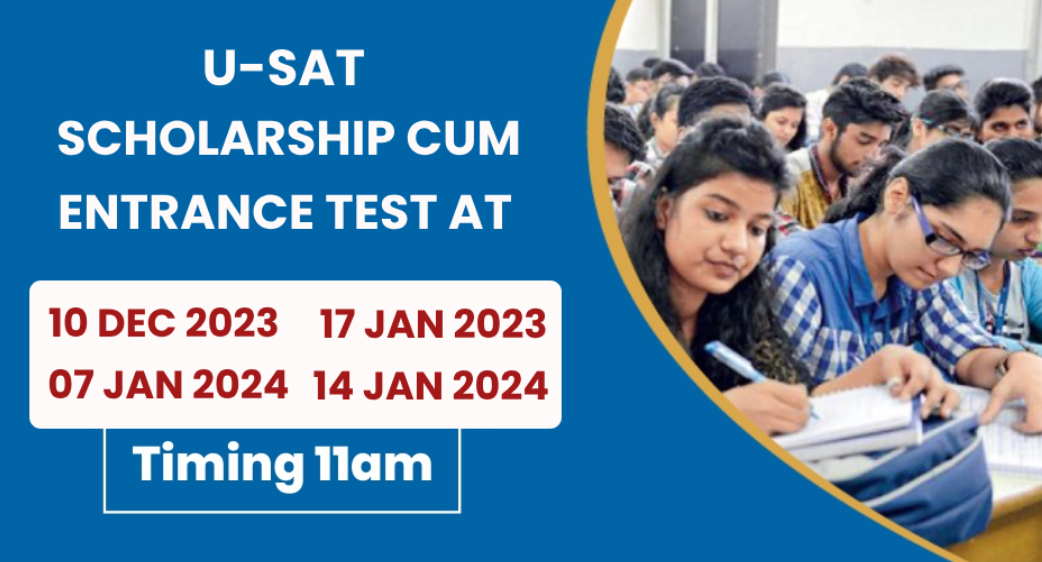 U-SAT
SCHOLARSHIP CUM
ENTRANCE TEST AT
10 DEC 2023 17 JAN 2023
07 JAN 2024 14 JAN 2024
Timing 11am